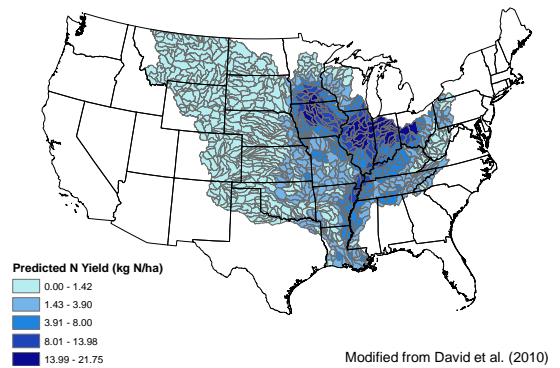 Predicted N Yield (kg N/ha)
0.00 - 1.42
1.43 - 3.90
3.91 - 8.00
8.01 - 13.98
13.99 - 21.75
Modified from David et al. (2010)